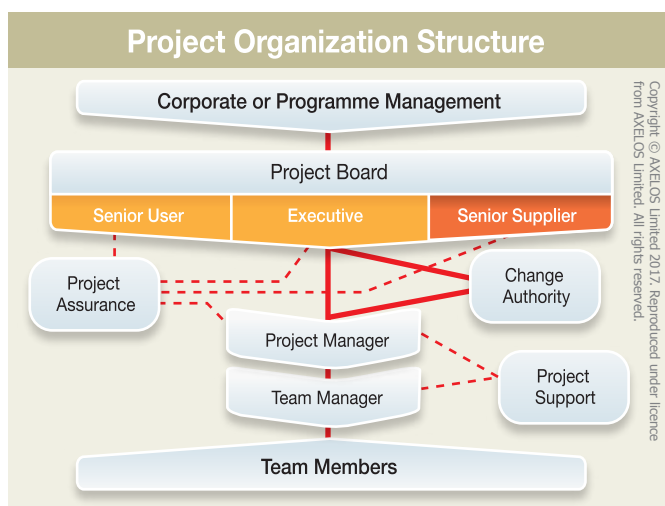 Project Organization Structure
Corporate or Programme Management
Project Board
Senior User
Executive
Senior Supplier
Project
Assurance
Change
Authority
Project Manager
Team Manager
Project
Support
Team Members
Copyright © AXELOS Limited 2017. Reproduced under licence
from AXELOS Limited. All rights reserved.